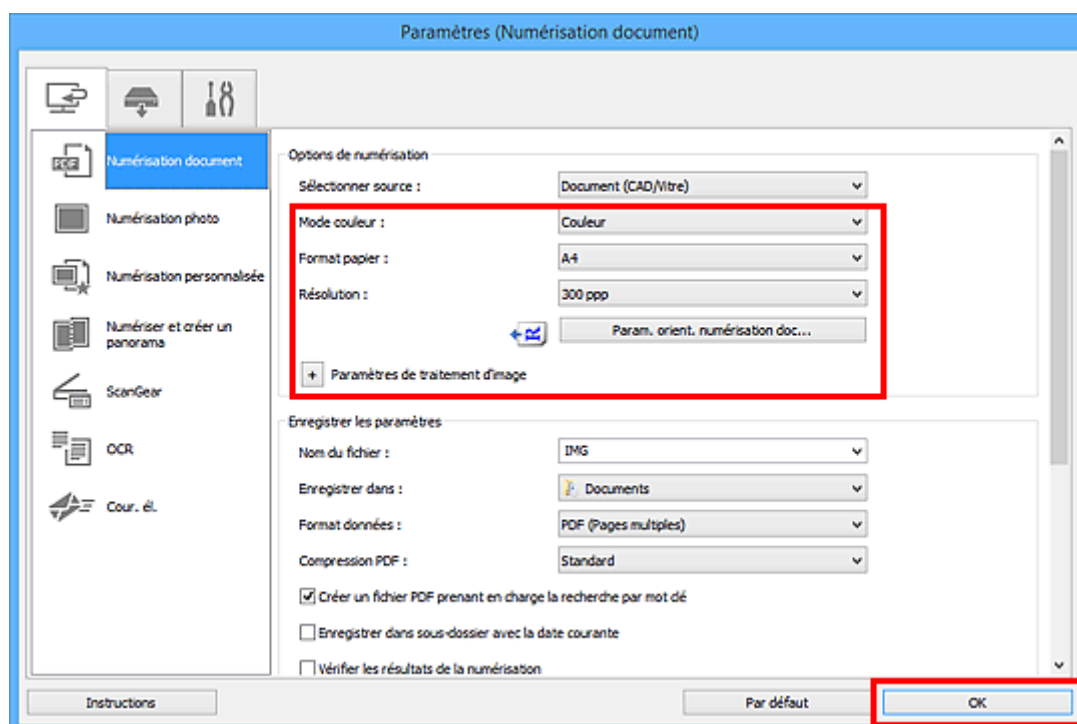 Paramètres (Numérisation document)
PDF
Numérisation document
Numérisation photo
Numérisation personnalisée
Numériser et créer un
panorama
ScanGear
OCR
Cour. él.
Options de numérisation
Sélectionner source : Document (CAD/Vitre)
Mode couleur : Couleur
Format papier : A4
Résolution : 300 ppp
Param. orient. numérisation doc...
+ Paramètres de traitement d'image
Enregistrer les paramètres
Nom du fichier : IMG
Enregistrer dans : Documents
Format données : PDF (Pages multiples)
Compression PDF : Standard
Créer un fichier PDF prenant en charge la recherche par mot clé
Enregistrer dans sous-dossier avec la date courante
Vérifier les résultats de la numérisation
Instructions Par défaut OK